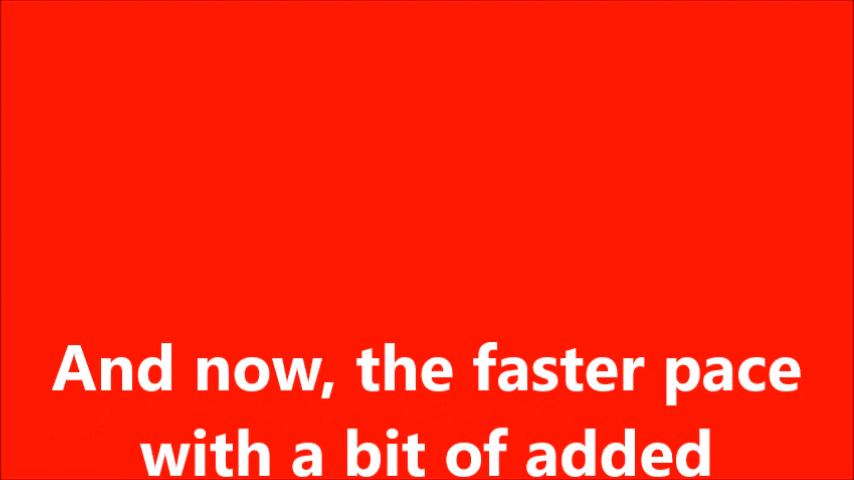 And now, the faster pace
with a bit of added